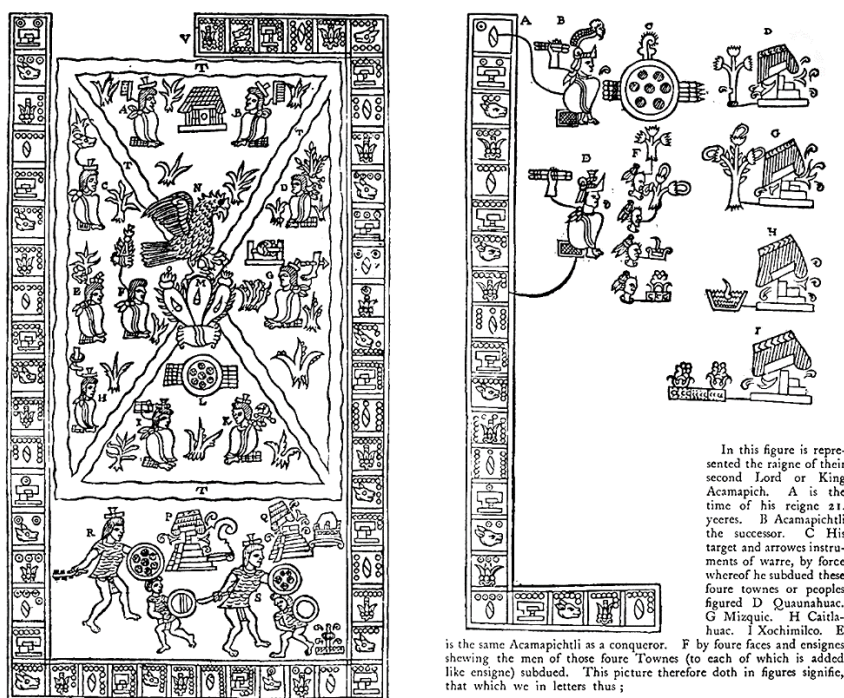 V
T
A
B
T
T
C
N
D
E
F
M
G
H
L
I
K
T
R
P
Q
S
A B C D
F
G
H
I
In this figure is repre-
sented the raigne of their
second Lord or King
Acamapich. A is the
time of his reigne 21.
yeeres. B Acamapichtli
the successor. C His
target and arrowes instru-
ments of warre, by force
whereof he subdued these
foure townes or peoples
figured D Quaunahuac.
G Mizquic. H Caitla-
huac. I Xochimilco. E
is the same Acamapichtli as a conqueror. F by foure faces and ensignes
shewing the men of those foure Townes (to each of which is added
like ensigne) subdued. This picture therefore doth in figures signifie,
that which we in letters thus ;